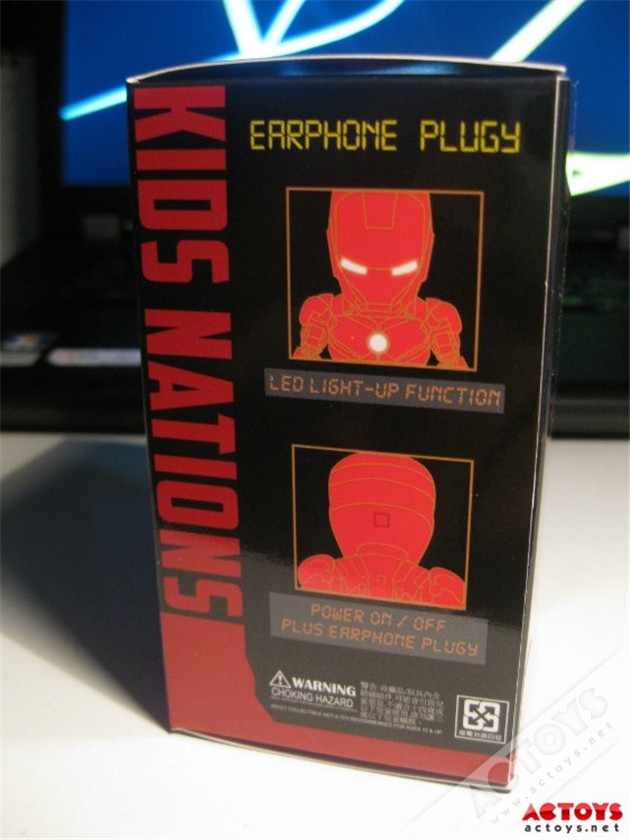 KIDS NATIONS
EARPHONE PLUGY
LED LIGHT-UP FUNCTION
POWER ON / OFF
PLUS EARPHONE PLUGY
WARNING
CHOKING HAZARD
ACTOYS
www.actoys.net
ACTOYS
actoys.net